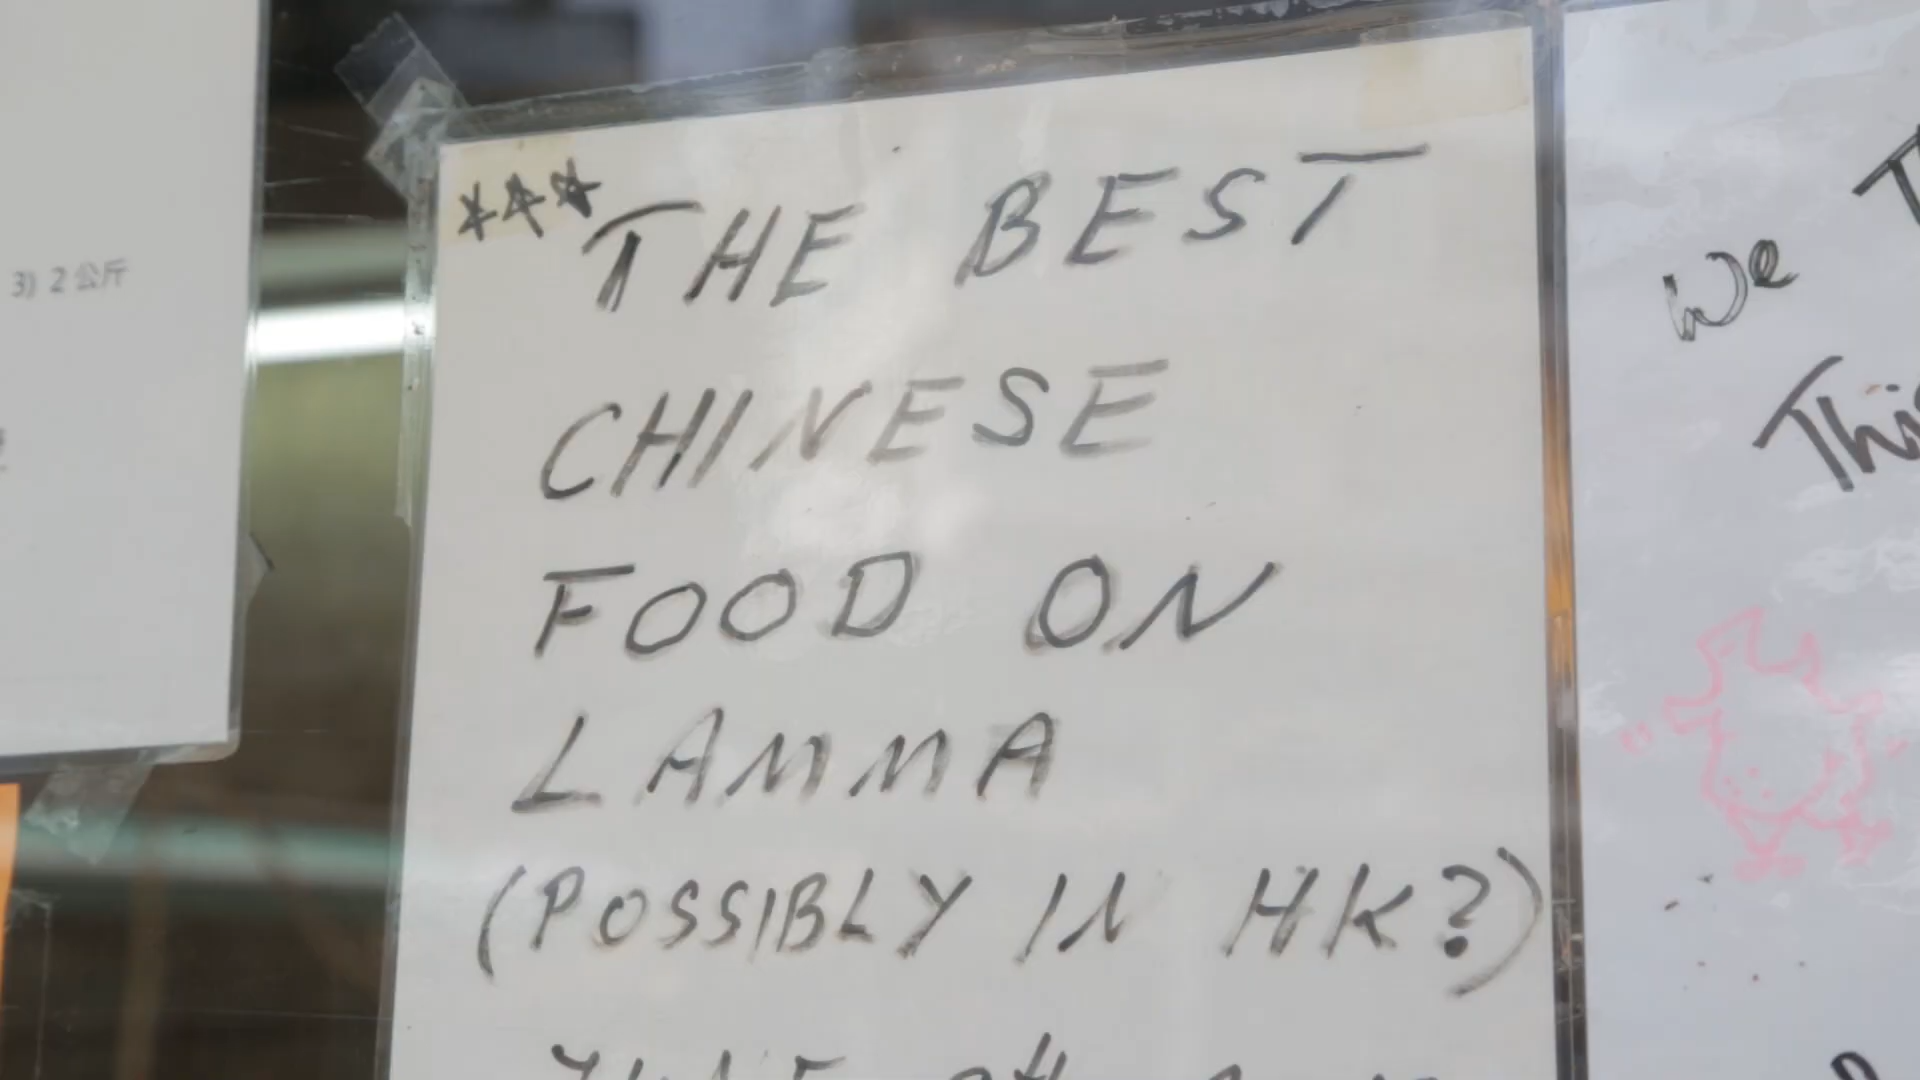 3) 2 公斤
*** THE BEST
CHINESE
FOOD ON
LAMMA
(POSSIBLY IN HK?)
We